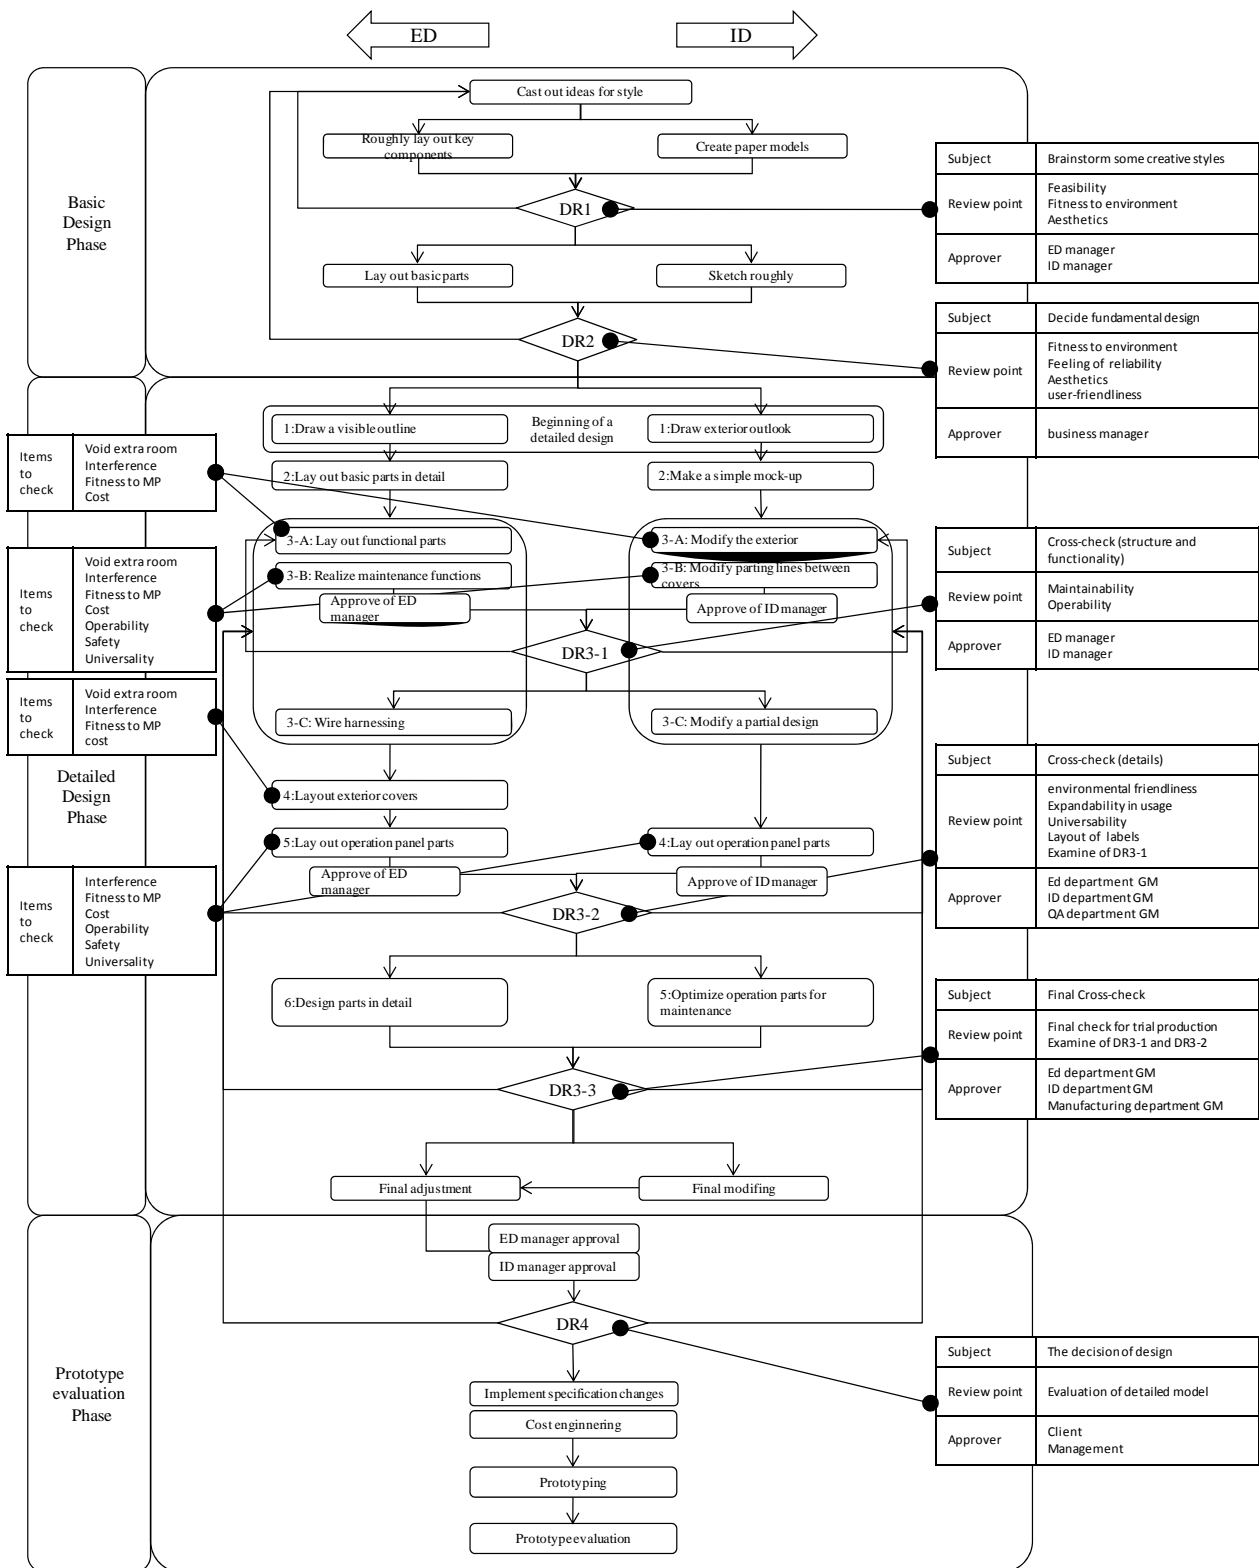 ED
ID
Basic
Design
Phase
Cast out ideas for style
Roughly lay out key
components
Create paper models
DR1
Lay out basic parts
Sketch roughly
DR2
Subject
Brainstorm some creative styles
Review point
Feasibility
Fitness to environment
Aesthetics
Approver
ED manager
ID manager
Subject
Decide fundamental design
Review point
Fitness to environment
Feeling of reliability
Aesthetics
user-friendliness
Approver
business manager
Detailed
Design
Phase
1:Draw a visible outline
Beginning of a
detailed design
1:Draw exterior outlook
2:Lay out basic parts in detail
2:Make a simple mock-up
3-A: Lay out functional parts
3-A: Modify the exterior
3-B: Realize maintenance functions
3-B: Modify parting lines between
covers
Approve of ED
manager
Approve of ID manager
DR3-1
3-C: Wire harnessing
3-C: Modify a partial design
4:Layout exterior covers
5:Lay out operation panel parts
4:Lay out operation panel parts
Approve of ED
manager
Approve of ID manager
DR3-2
6:Design parts in detail
5:Optimize operation parts for
maintenance
DR3-3
Final adjustment
Final modifing
Items
to
check
Void extra room
Interference
Fitness to MP
Cost
Items
to
check
Void extra room
Interference
Fitness to MP
Cost
Operability
Safety
Universality
Items
to
check
Void extra room
Interference
Fitness to MP
cost
Items
to
check
Interference
Fitness to MP
Cost
Operability
Safety
Universality
Subject
Cross-check (structure and
functionality)
Review point
Maintainability
Operability
Approver
ED manager
ID manager
Subject
Cross-check (details)
Review point
environmental friendliness
Expandability in usage
Universability
Layout of labels
Examine of DR3-1
Approver
Ed department GM
ID department GM
QA department GM
Subject
Final Cross-check
Review point
Final check for trial production
Examine of DR3-1 and DR3-2
Approver
Ed department GM
ID department GM
Manufacturing department GM
Prototype
evaluation
Phase
ED manager approval
ID manager approval
DR4
Implement specification changes
Cost enginnering
Prototyping
Prototype evaluation
Subject
The decision of design
Review point
Evaluation of detailed model
Approver
Client
Management